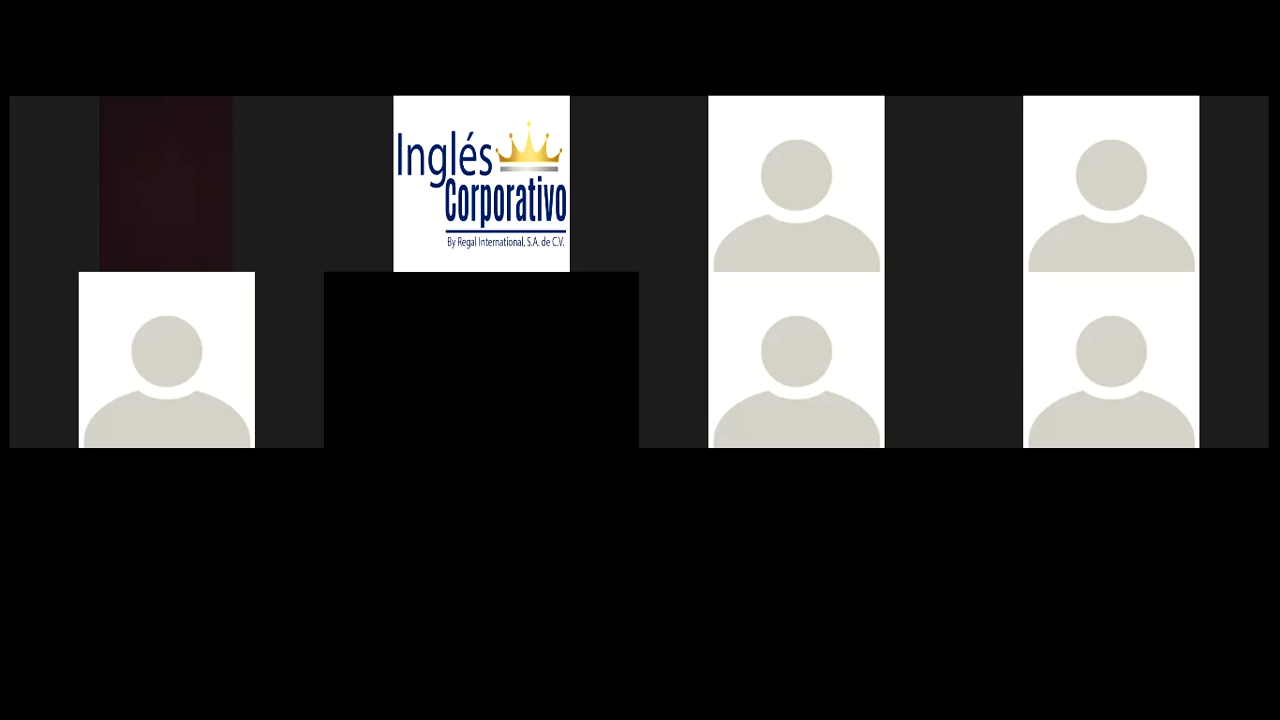 Inglés
Corporativo
By Regal International, S.A. de C.V.